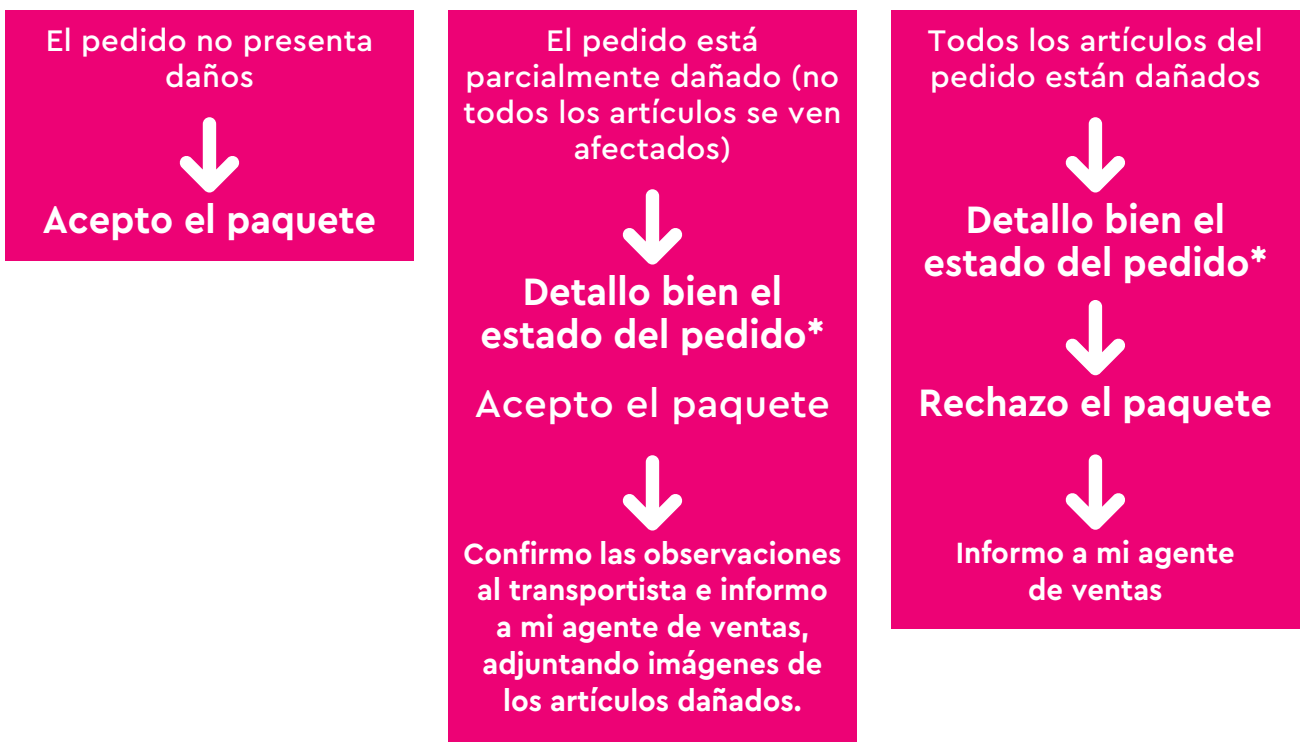 El pedido no presenta
daños
Acepto el paquete
El pedido está
parcialmente dañado (no
todos los artículos se ven
afectados)
Detallo bien el
estado del pedido*
Acepto el paquete
Confirmo las observaciones
al transportista e informo
a mi agente de ventas,
adjuntando imágenes de
los artículos dañados.
Todos los artículos del
pedido están dañados
Detallo bien el
estado del pedido*
Rechazo el paquete
Informo a mi agente
de ventas